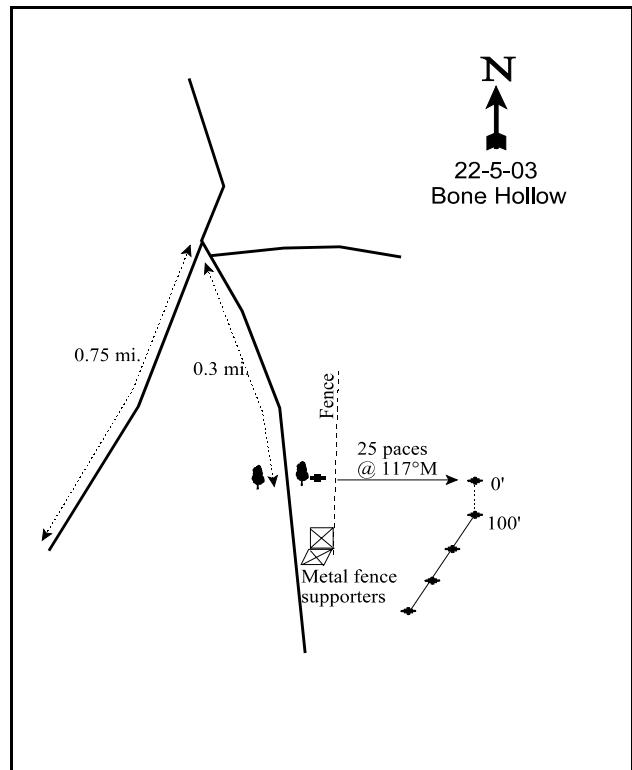 N
22-5-03
Bone Hollow
0.75 mi.
0.3 mi.
Fence
25 paces
@ 117°M
0'
100'
Metal fence
supporters